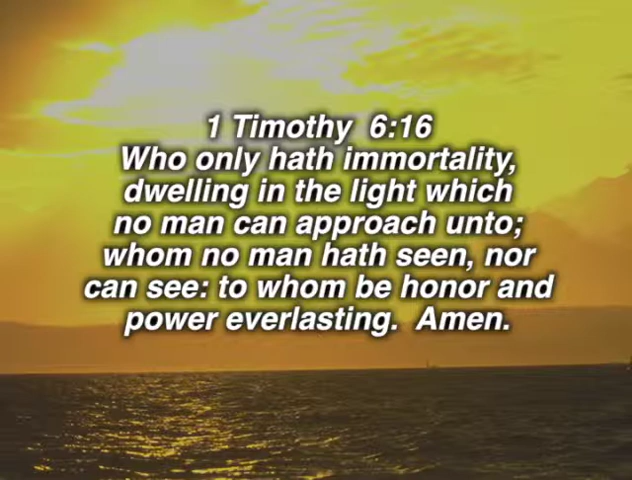 1 Timothy 6:16
Who only hath immortality,
dwelling in the light which
no man can approach unto;
whom no man hath seen, nor
can see: to whom be honor and
power everlasting. Amen.